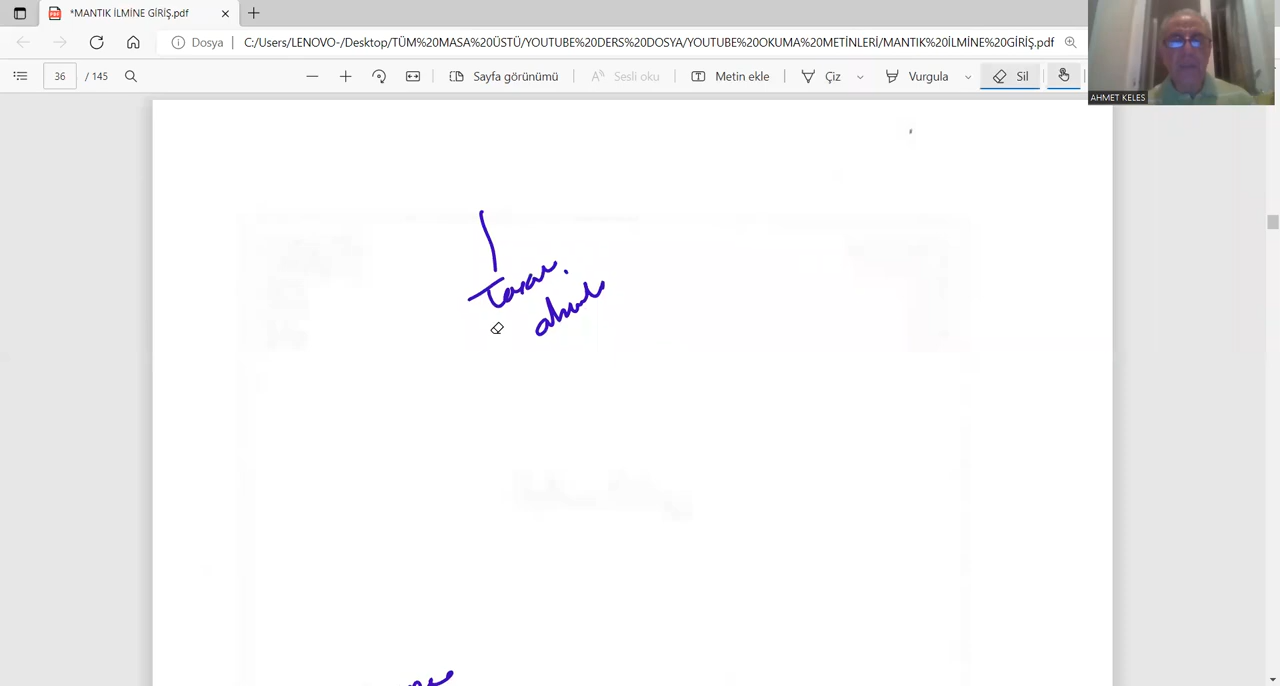 *MANTIK İLMİNE GİRİŞ.pdf
Dosya C:/Users/LENOVO-/Desktop/TÜM%20MASA%20ÜSTÜ/YOUTUBE%20DERS%20DOSYA/YOUTUBE%20OKUMA%20METİNLERİ/MANTIK%20İLMİNE%20GİRİŞ.pdf
36 / 145 Sayfa görünümü Sesli oku Metin ekle Çiz Vurgula Sil
AHMET KELES